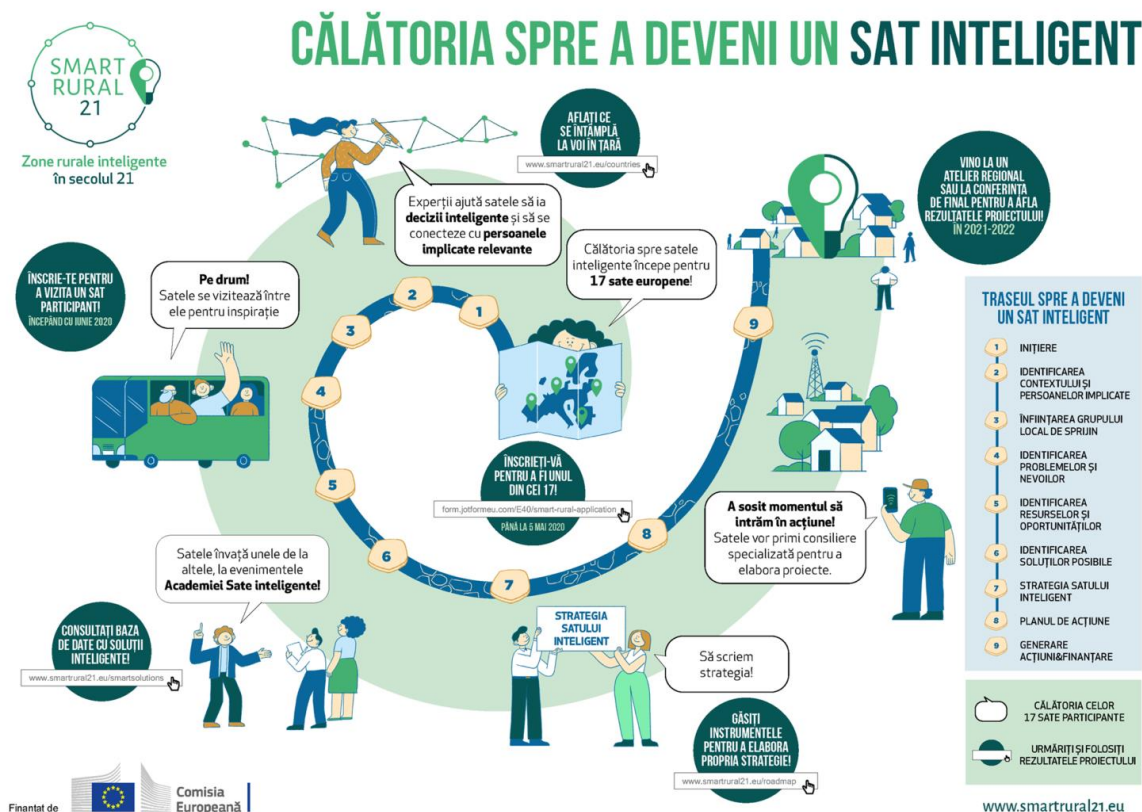 CĂLĂTORIA SPRE A DEVENI UN SAT INTELIGENT
SMART
RURAL
21
Zone rurale inteligente
în secolul 21
AFLAȚI CE
SE ÎNTÂMPLĂ
LA VOI ÎN ȚARĂ
www.smartrural21.eu/countries
VINO LA UN
ATELIER REGIONAL
SAU LA CONFERINȚA
DE FINAL PENTRU A AFLA
REZULTATELE PROIECTULUI!
ÎN 2021-2022
Experții ajută satele să ia
decizii inteligente și să se
conecteze cu persoanele
implicate relevante
Călătoria spre satele
inteligente începe pentru
17 sate europene!
ÎNSCRIE-TE PENTRU
A VIZITA UN SAT
PARTICIPANT!
ÎNCEPÂND CU IUNIE 2020
Pe drum!
Satele se vizitează între
ele pentru inspirație
1
2
3
4
5
6
7
8
9
ÎNSCRIEȚI-VĂ
PENTRU A FI UNUL
DIN CEI 17!
form.jotformeu.com/E40/smart-rural-application
PÂNĂ LA 5 MAI 2020
A sosit momentul să
intrăm în acțiune!
Satele vor primi consiliere
specializată pentru a
elabora proiecte.
Satele învață unele de la
altele, la evenimentele
Academiei Sate inteligente!
CONSULTAȚI BAZA
DE DATE CU SOLUȚII
INTELIGENTE!
www.smartrural21.eu/smartsolutions
STRATEGIA
SATULUI
INTELIGENT
Să scriem
strategia!
GĂSIȚI
INSTRUMENTELE
PENTRU A ELABORA
PROPRIA STRATEGIE!
www.smartrural21.eu/roadmap
TRASEUL SPRE A DEVENI
UN SAT INTELIGENT
1 INIȚIERE
2 IDENTIFICAREA
CONTEXTULUI ȘI
PERSOANELOR IMPLICATE
3 ÎNFIINȚAREA GRUPULUI
LOCAL DE SPRIJIN
4 IDENTIFICAREA
PROBLEMELOR ȘI
NEVOILOR
5 IDENTIFICAREA
RESURSELOR ȘI
OPORTUNITĂȚILOR
6 IDENTIFICAREA
SOLUȚIILOR POSIBILE
7 STRATEGIA SATULUI
INTELIGENT
8 PLANUL DE ACȚIUNE
9 GENERARE
ACȚIUNI&FINANȚARE
CĂLĂTORIA CELOR
17 SATE PARTICIPANTE
URMĂRIȚI ȘI FOLOSIȚI
REZULTATELE PROIECTULUI
Finanțat de
Comisia
Europeană
www.smartrural21.eu